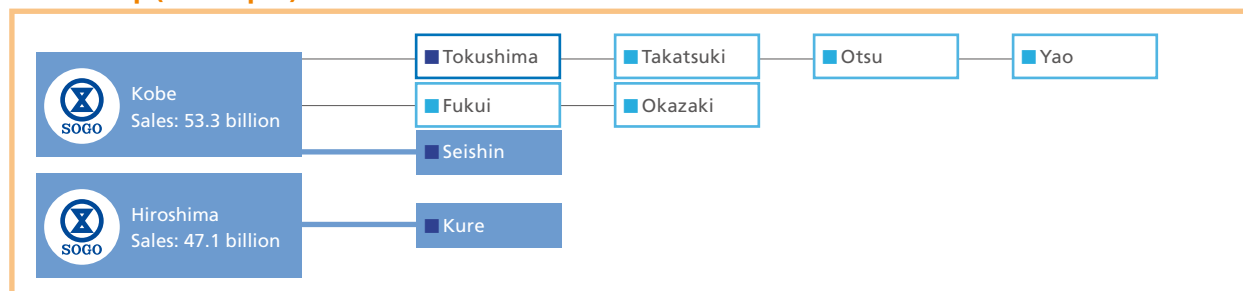 Tokushima
Takatsuki
Otsu
Yao
Kobe
Sales: 53.3 billion
SOGO
Fukui
Okazaki
Seishin
Hiroshima
Sales: 47.1 billion
SOGO
Kure